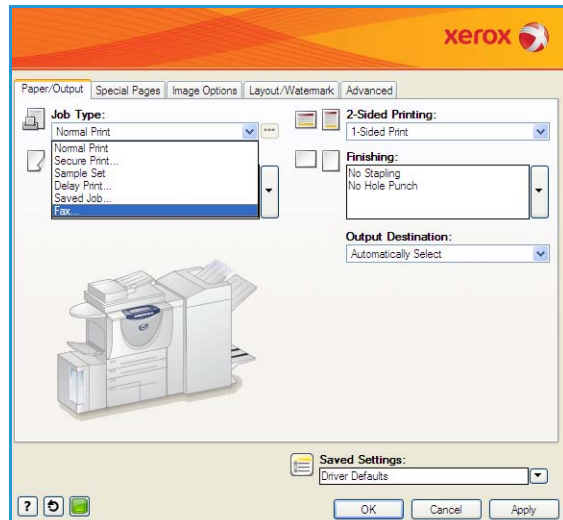 xerox
Paper/Output Special Pages Image Options Layout/Watermark Advanced
Job Type:
Normal Print
Normal Print
Secure Print...
Sample Set
Delay Print...
Saved Job...
Fax...
2-Sided Printing:
1-Sided Print
Finishing:
No Stapling
No Hole Punch
Output Destination:
Automatically Select
Saved Settings:
Driver Defaults
?
OK Cancel Apply